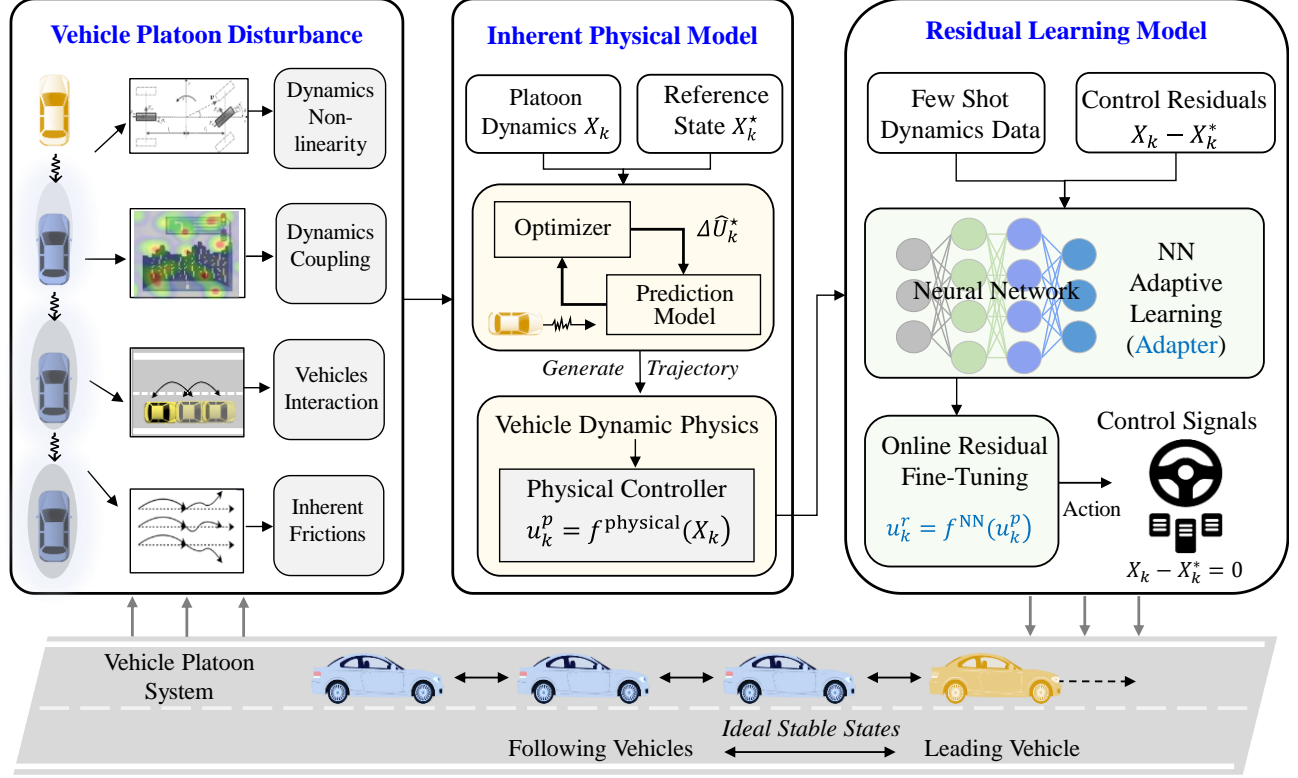 Vehicle Platoon Disturbance
Dynamics
Non-
linearity
Dynamics
Coupling
Vehicles
Interaction
Inherent
Frictions
Inherent Physical Model
Platoon
Dynamics X_k
Reference
State X_k^⋆
Optimizer
ΔÛ_k^⋆
Prediction
Model
Generate Trajectory
Vehicle Dynamic Physics
Physical Controller
u_k^p = f^physical(X_k)
Residual Learning Model
Few Shot
Dynamics Data
Control Residuals
X_k − X_k^*
Neural Network
NN
Adaptive
Learning
(Adapter)
Online Residual
Fine-Tuning
u_k^r = f^NN(u_k^p)
Action
Control Signals
X_k − X_k^* = 0
Vehicle Platoon
System
Ideal Stable States
Following Vehicles
Leading Vehicle